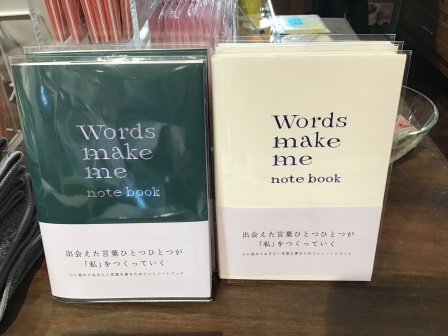 Words
make
me
note book
出会えた言葉ひとつひとつが
「私」をつくっていく
Words
make
me
note book
出会えた言葉ひとつひとつが
「私」をつくっていく